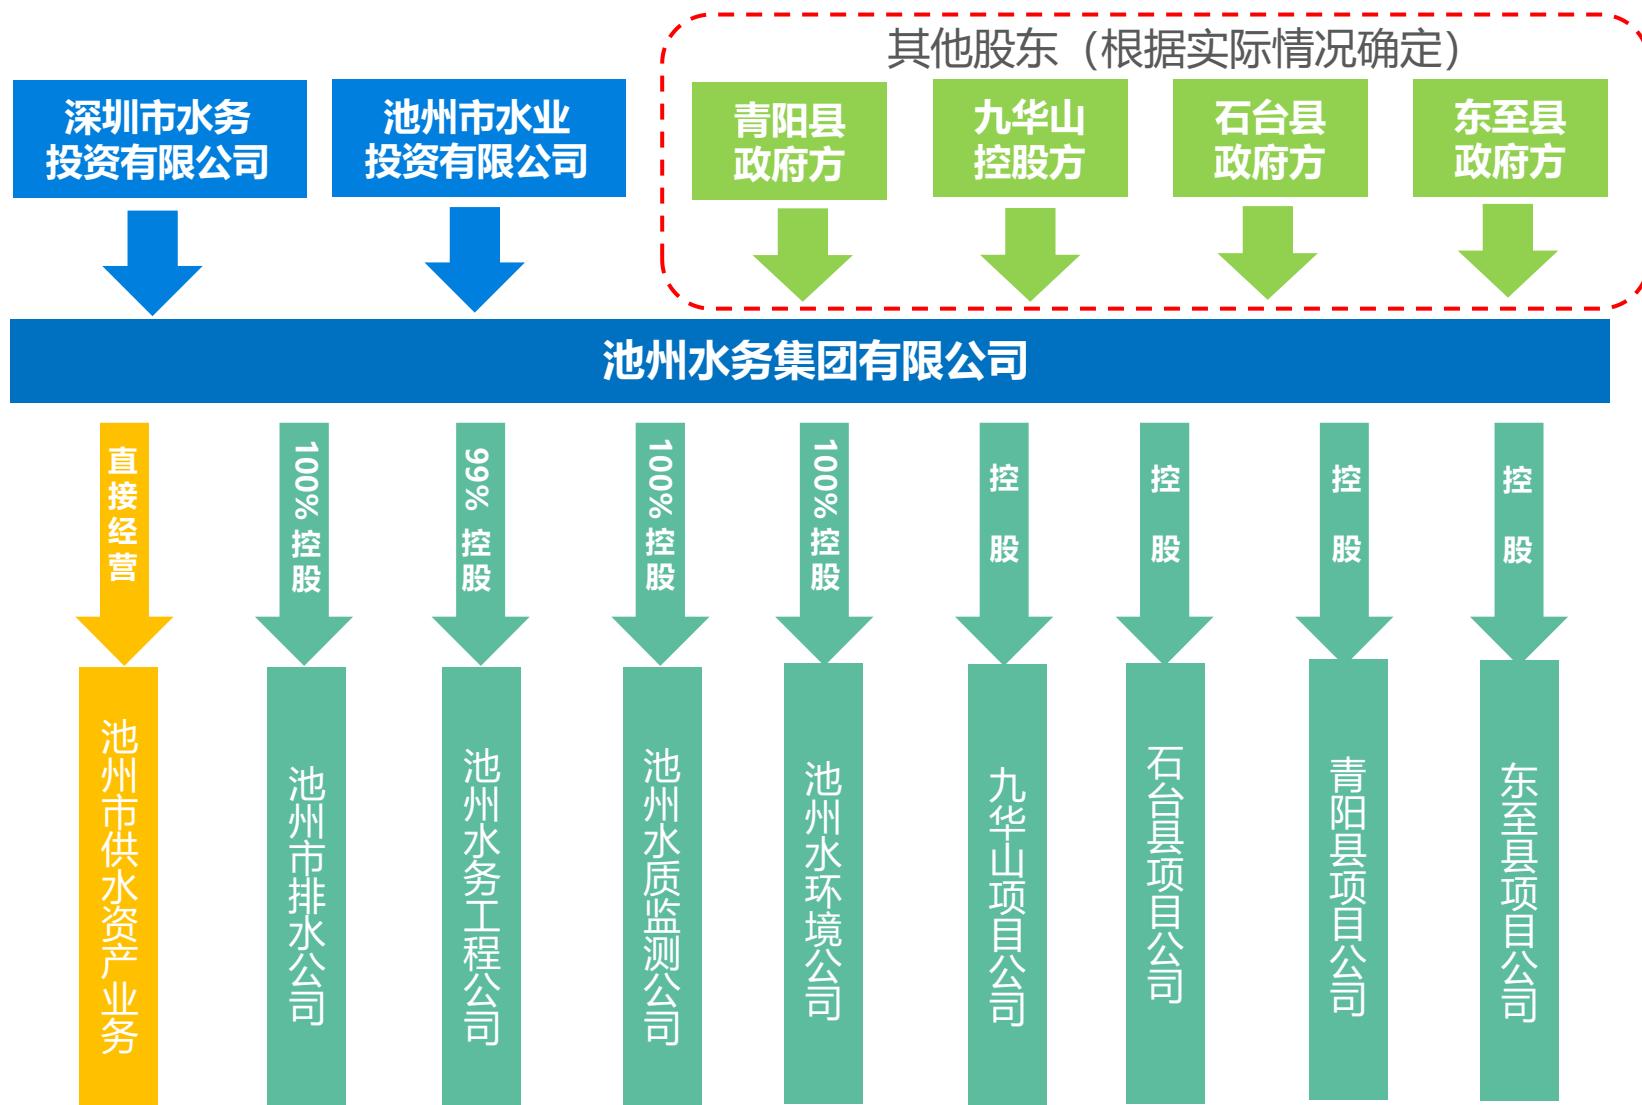 其他股东（根据实际情况确定）
深圳市水务
投资有限公司
池州市水业
投资有限公司
青阳县
政府方
九华山
控股方
石台县
政府方
东至县
政府方
池州水务集团有限公司
直接经营
100%控股
99%控股
100%控股
100%控股
控股
控股
控股
控股
池州市供水资产业务
池州市排水公司
池州水务工程公司
池州水质监测公司
池州水环境公司
九华山项目公司
石台县项目公司
青阳县项目公司
东至县项目公司